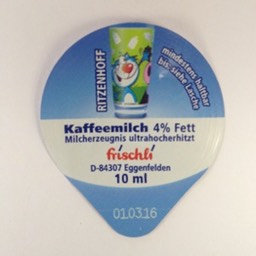 RITZENHOFF
mindestens haltbar
bis, siehe Lasche
Kaffeemilch 4% Fett
Milcherzeugnis ultrahocherhitzt
frischli
D-84307 Eggenfelden
10 ml
01.03.16